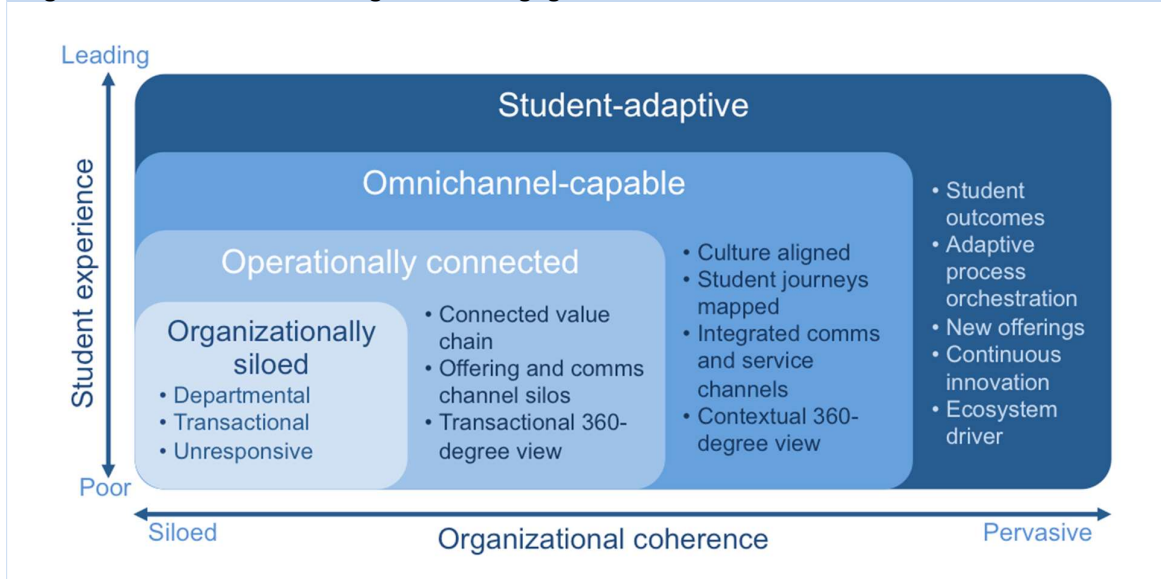 Leading
Student experience
Poor
Student-adaptive
Omnichannel-capable
Operationally connected
Organizationally
siloed
• Departmental
• Transactional
• Unresponsive
• Connected value
chain
• Offering and comms
channel silos
• Transactional 360-
degree view
• Culture aligned
• Student journeys
mapped
• Integrated comms
and service
channels
• Contextual 360-
degree view
• Student
outcomes
• Adaptive
process
orchestration
• New offerings
• Continuous
innovation
• Ecosystem
driver
Siloed
Organizational coherence
Pervasive